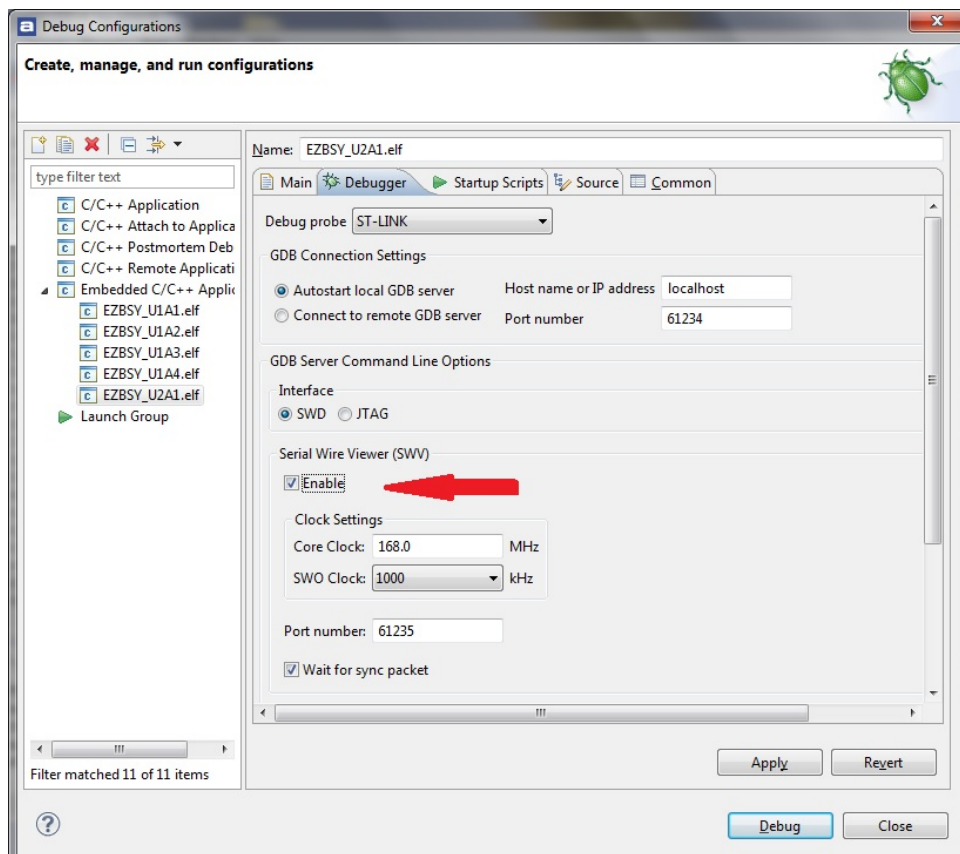 Debug Configurations
Create, manage, and run configurations
type filter text
C/C++ Application
C/C++ Attach to Applica
C/C++ Postmortem Deb
C/C++ Remote Applicati
Embedded C/C++ Applic
EZBSY_U1A1.elf
EZBSY_U1A2.elf
EZBSY_U1A3.elf
EZBSY_U1A4.elf
EZBSY_U2A1.elf
Launch Group
Filter matched 11 of 11 items
Name: EZBSY_U2A1.elf
Main Debugger Startup Scripts Source Common
Debug probe ST-LINK
GDB Connection Settings
Autostart local GDB server Host name or IP address localhost
Connect to remote GDB server Port number 61234
GDB Server Command Line Options
Interface
SWD JTAG
Serial Wire Viewer (SWV)
Enable
Clock Settings
Core Clock: 168.0 MHz
SWO Clock: 1000 kHz
Port number: 61235
Wait for sync packet
Apply Revert
Debug Close